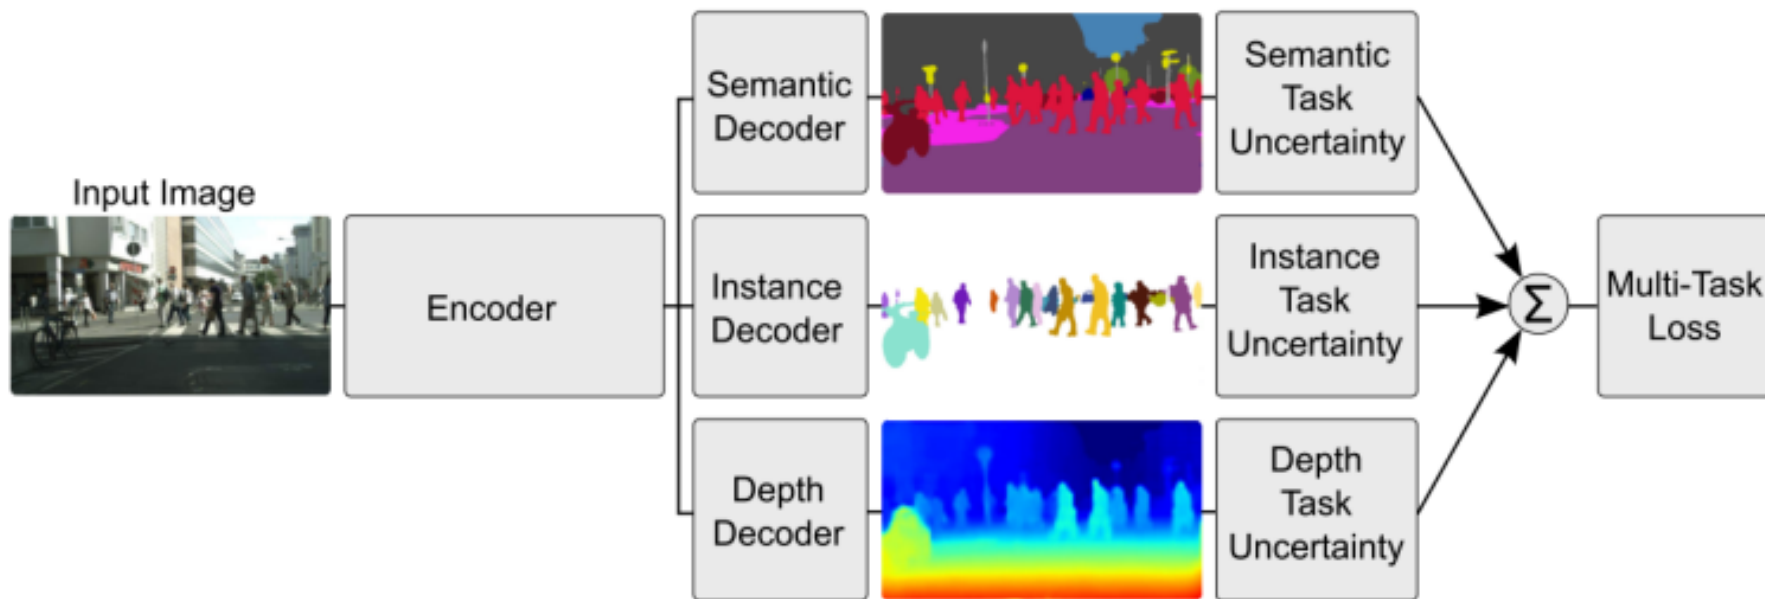 Input Image
Encoder
Semantic
Decoder
Instance
Decoder
Depth
Decoder
Semantic
Task
Uncertainty
Instance
Task
Uncertainty
Depth
Task
Uncertainty
Σ
Multi-Task
Loss